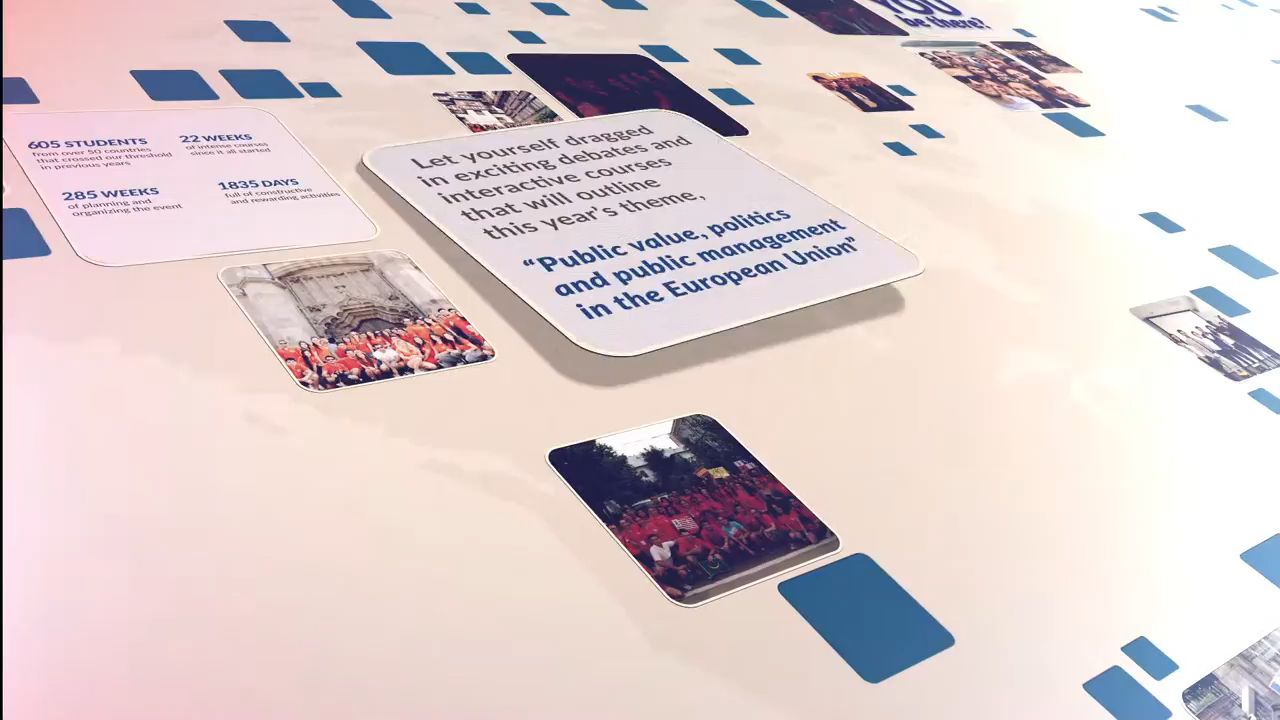 YOU
be there?
605 STUDENTS
from over 50 countries
that crossed our threshold
in previous years
22 WEEKS
of intense courses
since it all started
285 WEEKS
of planning and
organizing the event
1835 DAYS
full of constructive
and rewarding activities
Let yourself dragged
in exciting debates and
interactive courses
that will outline
this year's theme,
“Public value, politics
and public management
in the European Union”